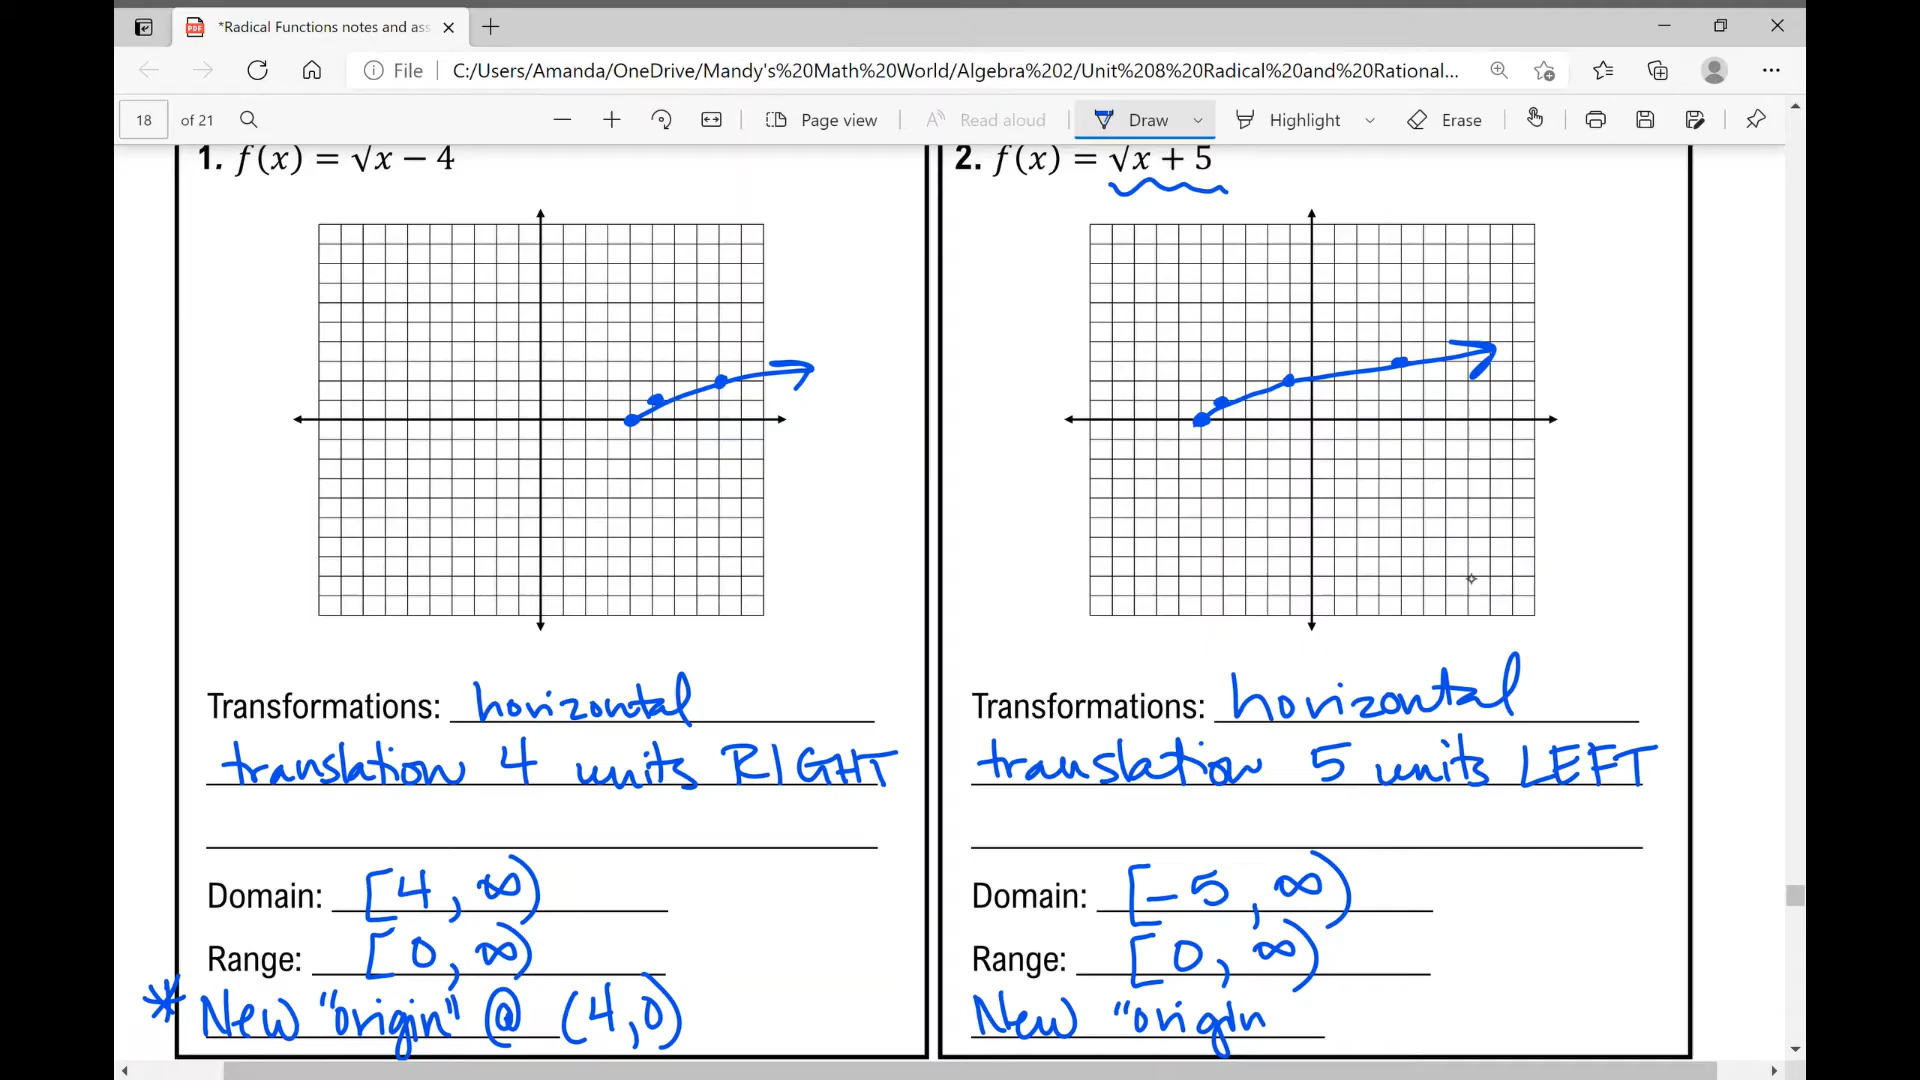 *Radical Functions notes and ass
File C:/Users/Amanda/OneDrive/Mandy's%20Math%20World/Algebra%202/Unit%208%20Radical%20and%20Rational...
18 of 21 Page view Read aloud Draw Highlight Erase
1. f(x) = √x − 4
2. f(x) = √x + 5
Transformations: horizontal
translation 4 units RIGHT
Domain: [4, ∞)
Range: [0, ∞)
* New "origin" @ (4,0)
Transformations: horizontal
translation 5 units LEFT
Domain: [-5, ∞)
Range: [0, ∞)
New "origin